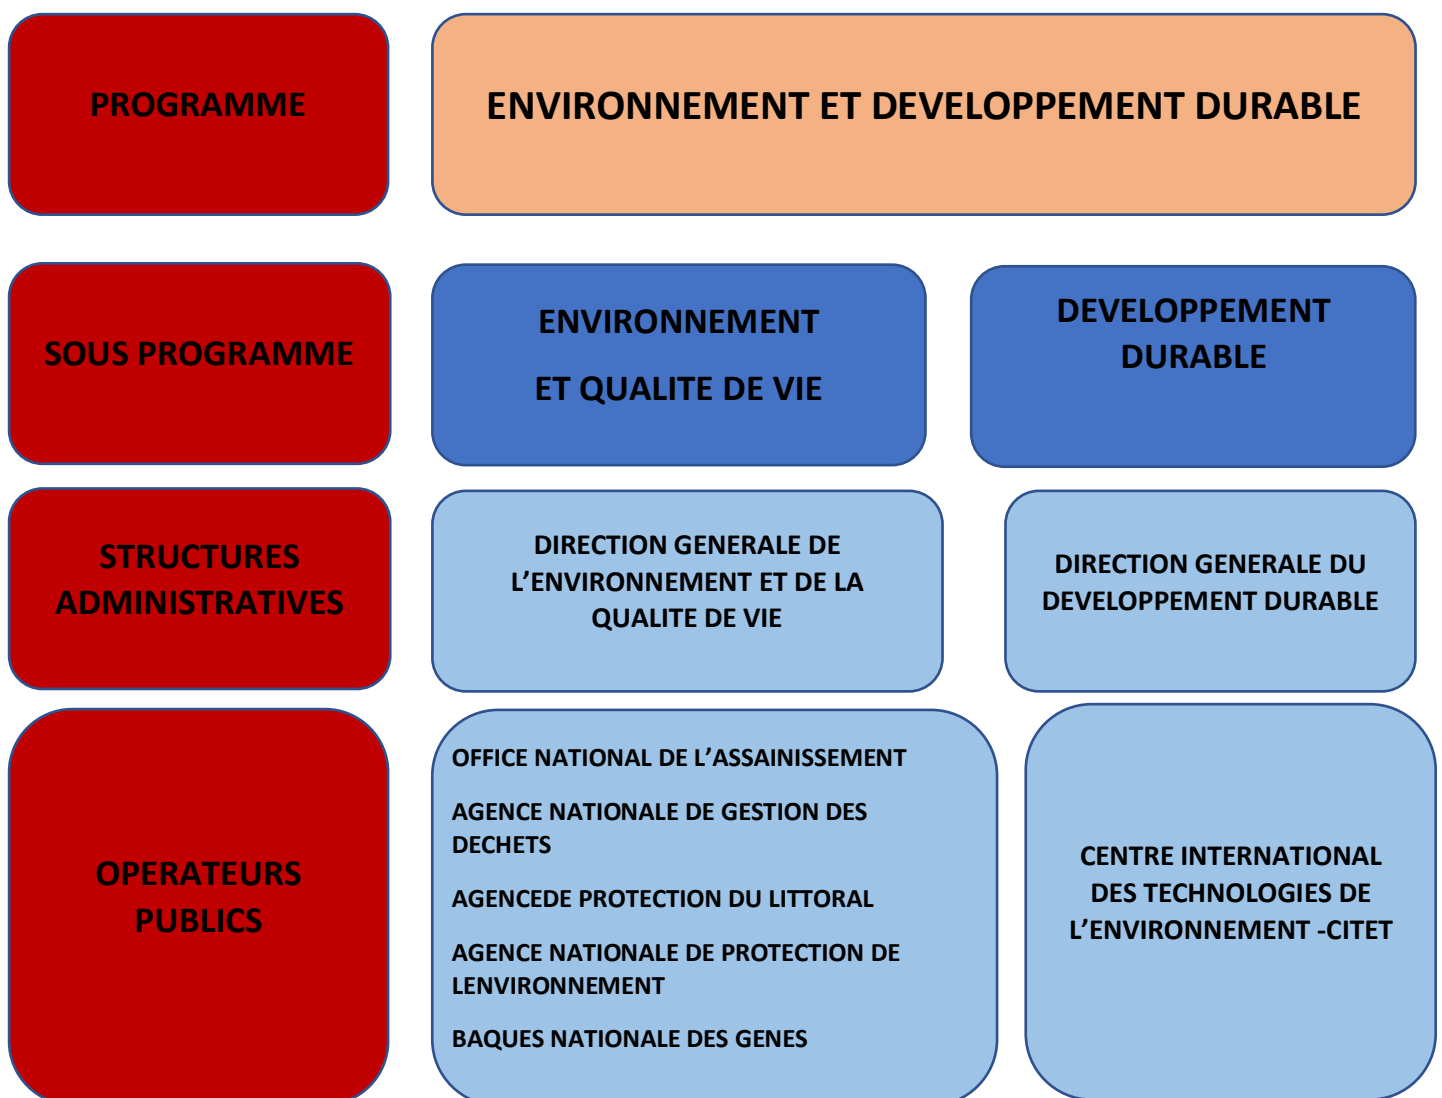 PROGRAMME
ENVIRONNEMENT ET DEVELOPPEMENT DURABLE
SOUS PROGRAMME
ENVIRONNEMENT
ET QUALITE DE VIE
DEVELOPPEMENT
DURABLE
STRUCTURES
ADMINISTRATIVES
DIRECTION GENERALE DE
L’ENVIRONNEMENT ET DE LA
QUALITE DE VIE
DIRECTION GENERALE DU
DEVELOPPEMENT DURABLE
OPERATEURS
PUBLICS
OFFICE NATIONAL DE L’ASSAINISSEMENT
AGENCE NATIONALE DE GESTION DES
DECHETS
AGENCEDE PROTECTION DU LITTORAL
AGENCE NATIONALE DE PROTECTION DE
LENVIRONNEMENT
BAQUES NATIONALE DES GENES
CENTRE INTERNATIONAL
DES TECHNOLOGIES DE
L’ENVIRONNEMENT -CITET